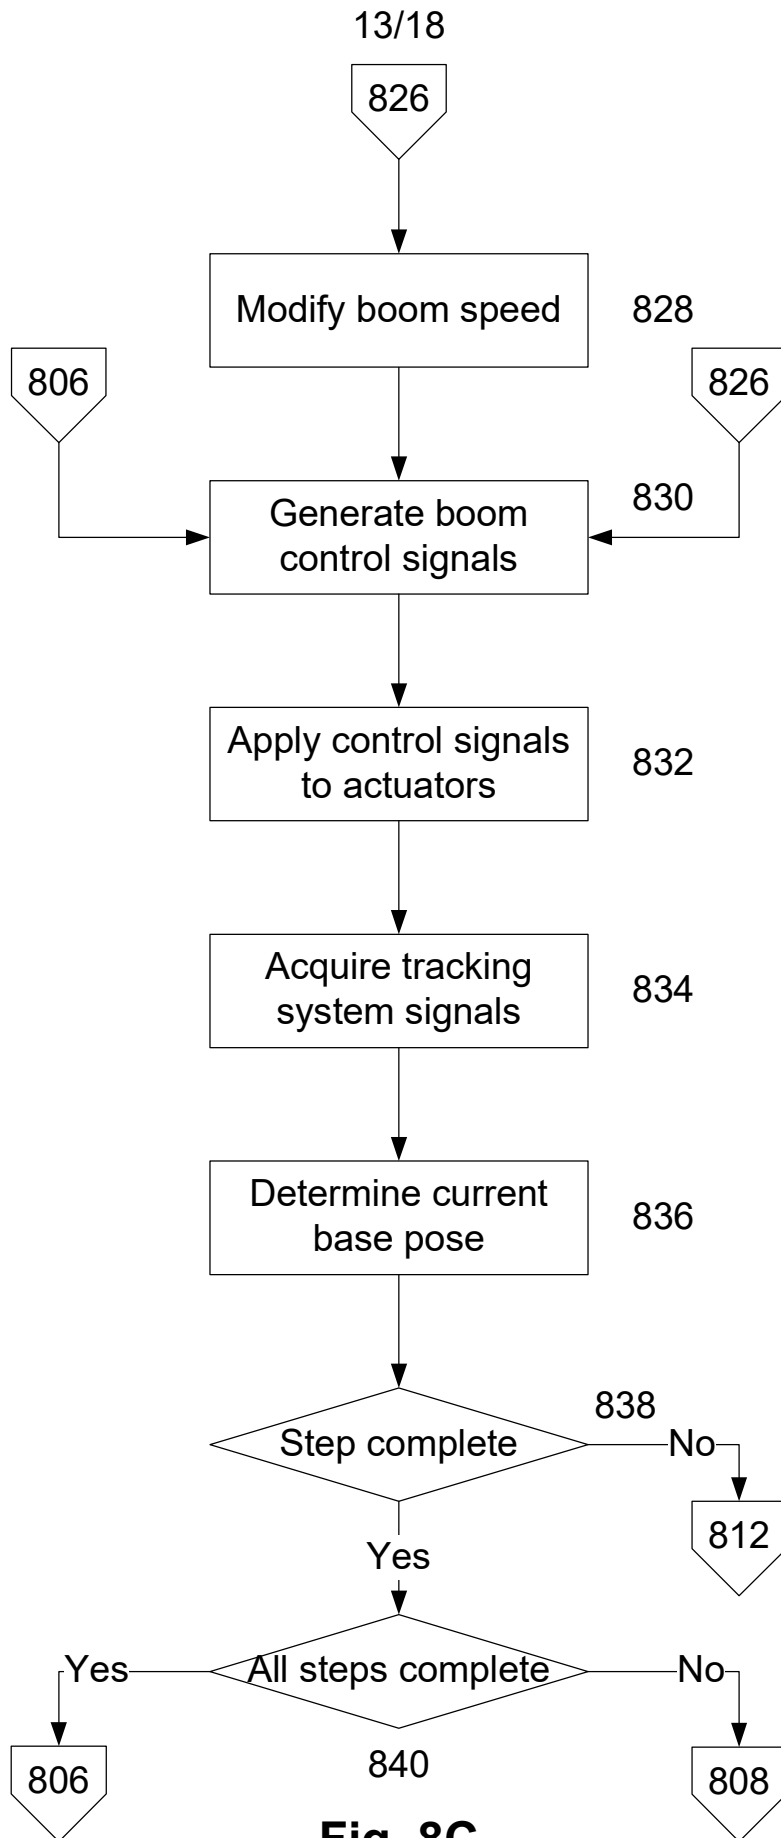 13/18
826
Modify boom speed
828
806
826
Generate boom
control signals
830
Apply control signals
to actuators
832
Acquire tracking
system signals
834
Determine current
base pose
836
Step complete
838
No
812
Yes
All steps complete
Yes
No
806
840
808
Fig. 8C